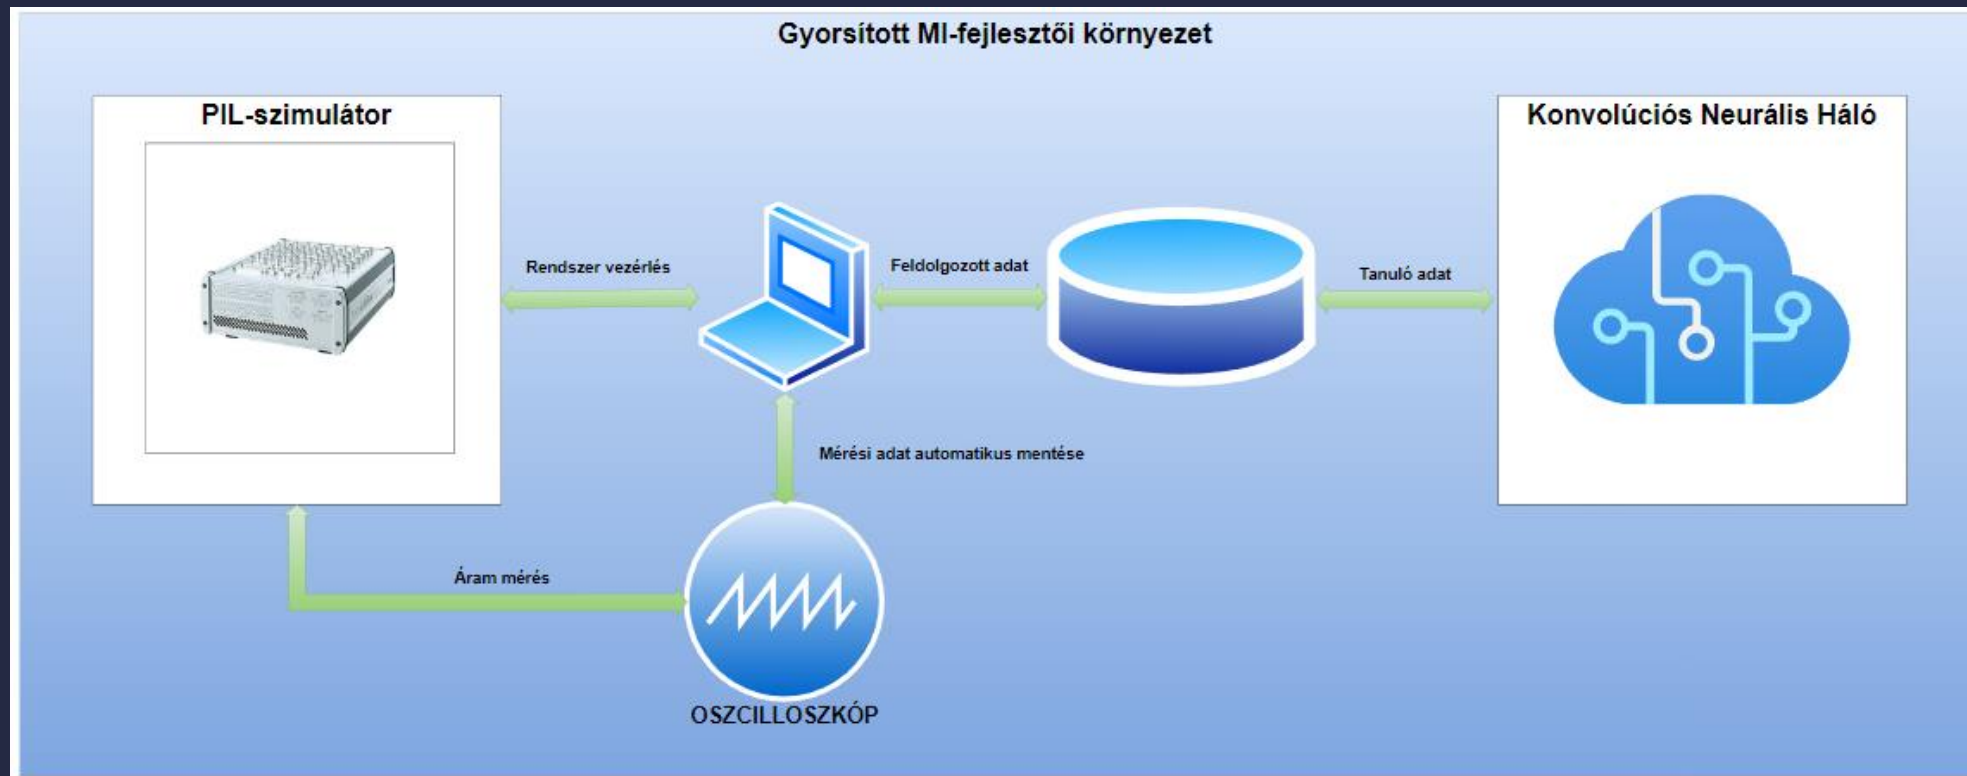 Gyorsított MI-fejlesztői környezet
PIL-szimulátor
Konvolúciós Neurális Háló
Rendszer vezérlés
Feldolgozott adat
Tanuló adat
Mérési adat automatikus mentése
Áram mérés
OSZCILLOSZKÓP